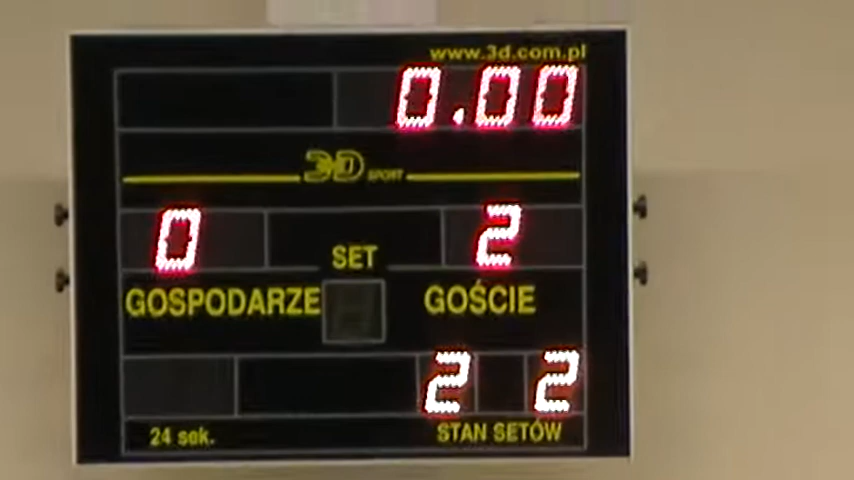 www.3d.com.pl
0.00
3D SPORT
0 2
SET
GOSPODARZE GOŚCIE
2 2
24 sek. STAN SETÓW